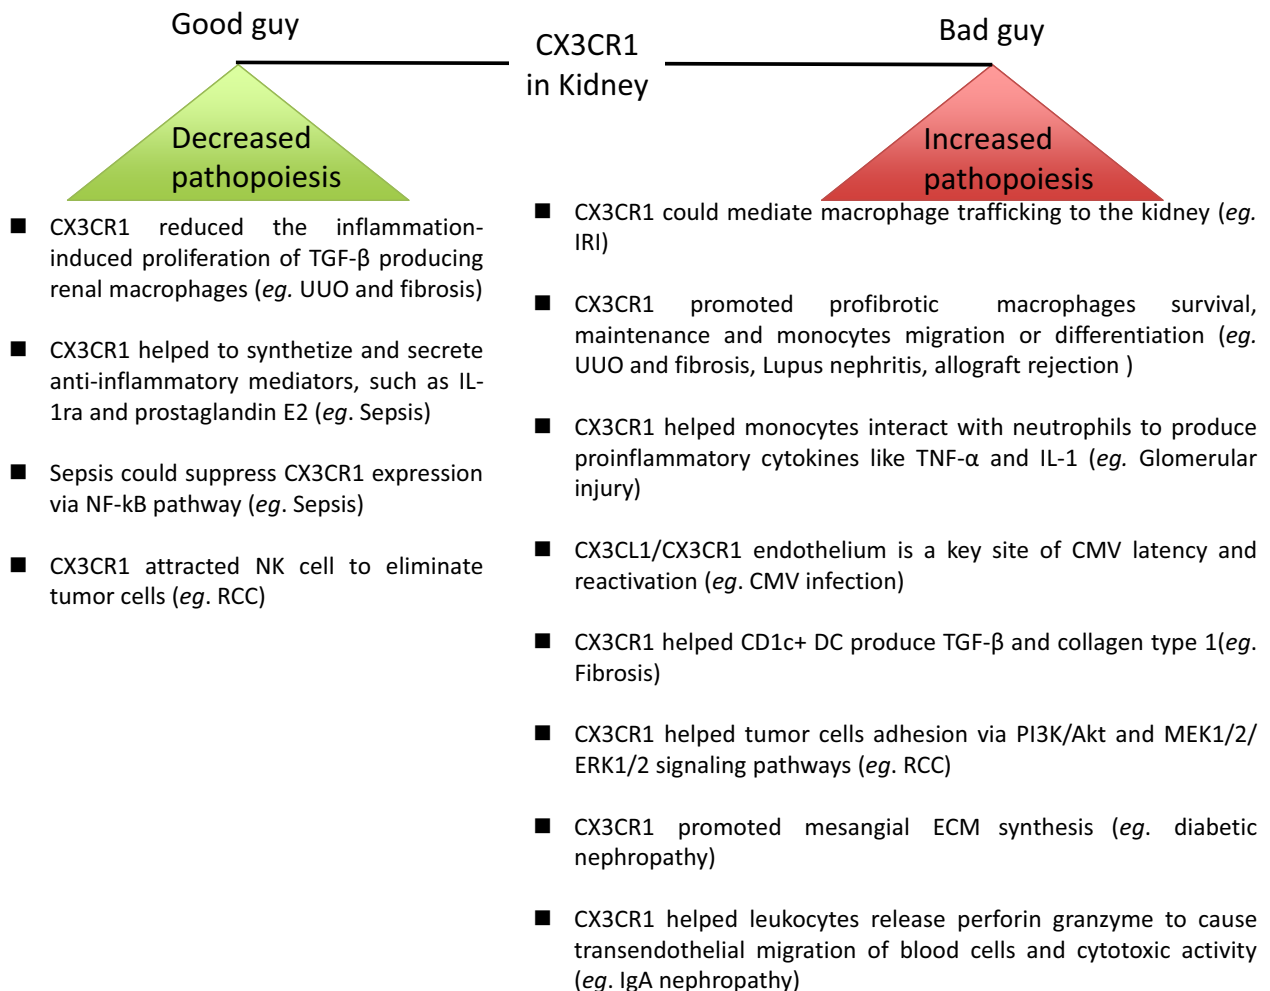 Good guy
CX3CR1
in Kidney
Bad guy
Decreased
pathopoiesis
Increased
pathopoiesis
■ CX3CR1 reduced the inflammation-
induced proliferation of TGF-β producing
renal macrophages (eg. UUO and fibrosis)
■ CX3CR1 helped to synthetize and secrete
anti-inflammatory mediators, such as IL-
1ra and prostaglandin E2 (eg. Sepsis)
■ Sepsis could suppress CX3CR1 expression
via NF-kB pathway (eg. Sepsis)
■ CX3CR1 attracted NK cell to eliminate
tumor cells (eg. RCC)
■ CX3CR1 could mediate macrophage trafficking to the kidney (eg.
IRI)
■ CX3CR1 promoted profibrotic macrophages survival,
maintenance and monocytes migration or differentiation (eg.
UUO and fibrosis, Lupus nephritis, allograft rejection )
■ CX3CR1 helped monocytes interact with neutrophils to produce
proinflammatory cytokines like TNF-α and IL-1 (eg. Glomerular
injury)
■ CX3CL1/CX3CR1 endothelium is a key site of CMV latency and
reactivation (eg. CMV infection)
■ CX3CR1 helped CD1c+ DC produce TGF-β and collagen type 1(eg.
Fibrosis)
■ CX3CR1 helped tumor cells adhesion via PI3K/Akt and MEK1/2/
ERK1/2 signaling pathways (eg. RCC)
■ CX3CR1 promoted mesangial ECM synthesis (eg. diabetic
nephropathy)
■ CX3CR1 helped leukocytes release perforin granzyme to cause
transendothelial migration of blood cells and cytotoxic activity
(eg. IgA nephropathy)